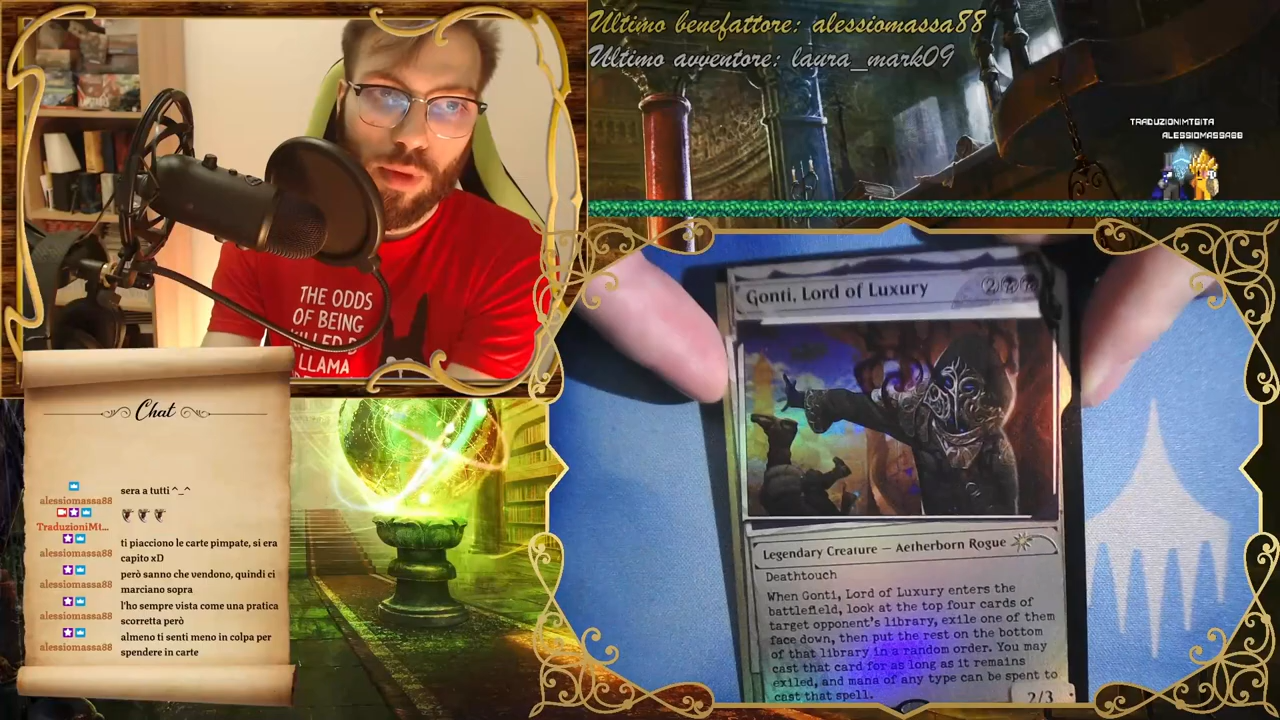 Ultimo benefattore: alessiomassa88
Ultimo avventore: laura_mark09
TRADUZIONIMTGITA
ALESSIOMASSA88
THE ODDS
OF BEING
KILLED B
LLAMA
Gonti, Lord of Luxury
2
Legendary Creature — Aetherborn Rogue
Deathtouch
When Gonti, Lord of Luxury enters the
battlefield, look at the top four cards of
target opponent's library, exile one of them
face down, then put the rest on the bottom
of that library in a random order. You may
cast that card for as long as it remains
exiled, and mana of any type can be spent to
cast that spell.
2/3
Chat
alessiomassa88 sera a tutti ^_^
TraduzioniMt...
alessiomassa88 ti piacciono le carte pimpate, si era
capito xD
alessiomassa88 però sanno che vendono, quindi ci
marciano sopra
alessiomassa88 l'ho sempre vista come una pratica
scorretta però
alessiomassa88 almeno ti senti meno in colpa per
spendere in carte